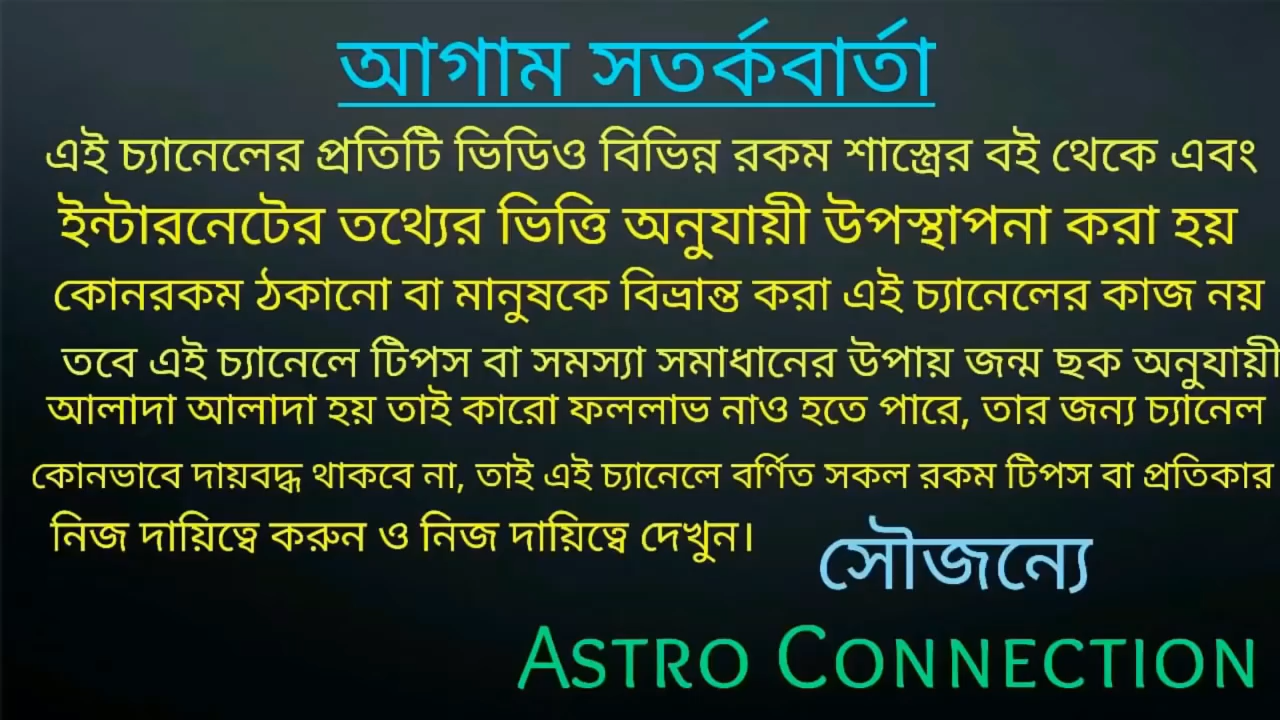 আগাম সতর্কবার্তা
এই চ্যানেলের প্রতিটি ভিডিও বিভিন্ন রকম শাস্ত্রের বই থেকে এবং
ইন্টারনেটের তথ্যের ভিত্তি অনুযায়ী উপস্থাপনা করা হয়
কোনরকম ঠকানো বা মানুষকে বিভ্রান্ত করা এই চ্যানেলের কাজ নয়
তবে এই চ্যানেলে টিপস বা সমস্যা সমাধানের উপায় জন্ম ছক অনুযায়ী
আলাদা আলাদা হয় তাই কারো ফললাভ নাও হতে পারে, তার জন্য চ্যানেল
কোনভাবে দায়বদ্ধ থাকবে না, তাই এই চ্যানেলে বর্ণিত সকল রকম টিপস বা প্রতিকার
নিজ দায়িত্বে করুন ও নিজ দায়িত্বে দেখুন।
সৌজন্যে
ASTRO CONNECTION